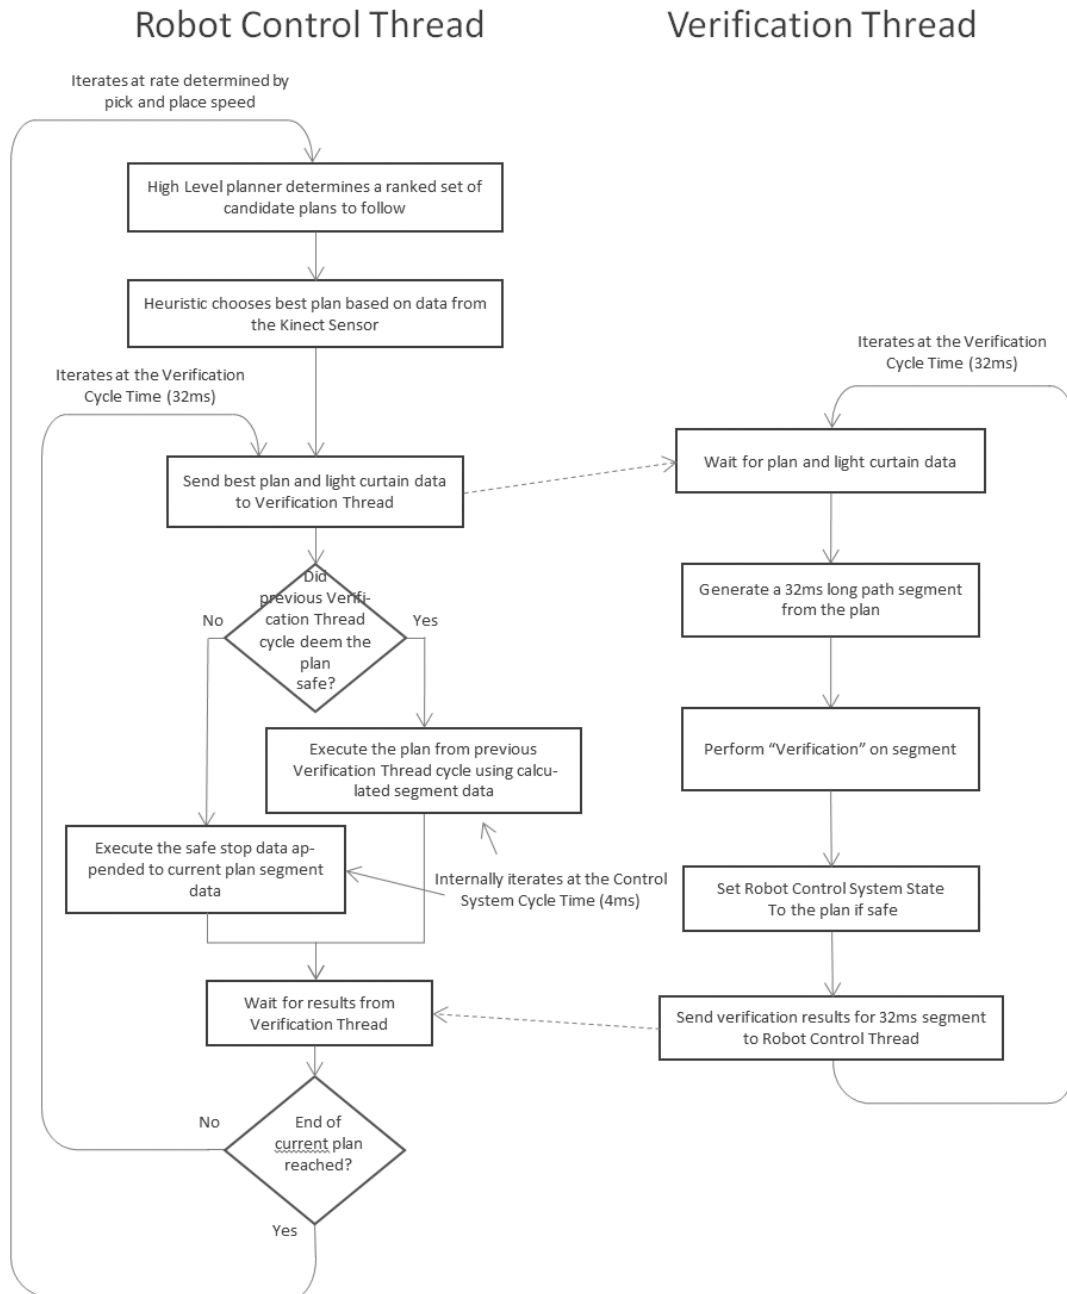 Robot Control Thread
Verification Thread
Iterates at rate determined by
pick and place speed
High Level planner determines a ranked set of
candidate plans to follow
Heuristic chooses best plan based on data from
the Kinect Sensor
Iterates at the Verification
Cycle Time (32ms)
Iterates at the Verification
Cycle Time (32ms)
Send best plan and light curtain data
to Verification Thread
Wait for plan and light curtain data
Did
previous Verifi-
cation Thread
cycle deem the
plan
safe?
No
Yes
Generate a 32ms long path segment
from the plan
Execute the plan from previous
Verification Thread cycle using calcu-
lated segment data
Perform “Verification” on segment
Execute the safe stop data ap-
pended to current plan segment
data
Internally iterates at the Control
System Cycle Time (4ms)
Set Robot Control System State
To the plan if safe
Wait for results from
Verification Thread
Send verification results for 32ms segment
to Robot Control Thread
No
End of
current plan
reached?
Yes